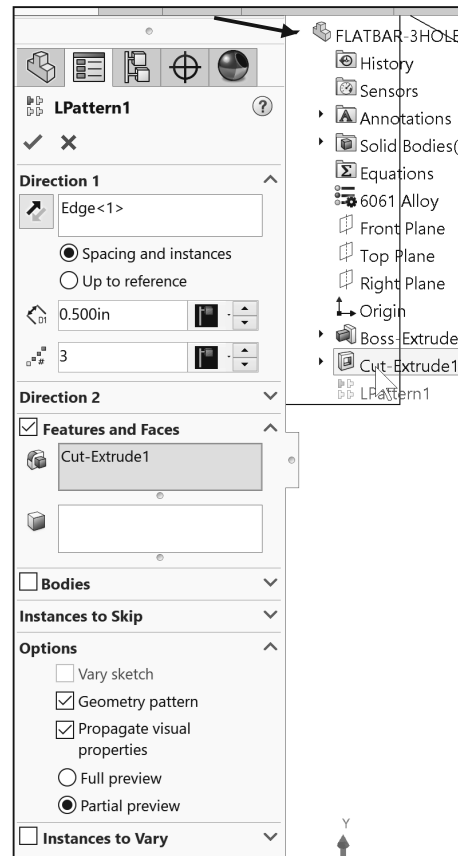 LPattern1
?
Direction 1
Edge<1>
Spacing and instances
Up to reference
D1
0.500in
#
3
Direction 2
Features and Faces
Cut-Extrude1
Bodies
Instances to Skip
Options
Vary sketch
Geometry pattern
Propagate visual
properties
Full preview
Partial preview
Instances to Vary
FLATBAR-3HOLE
History
Sensors
Annotations
Solid Bodies(
Equations
6061 Alloy
Front Plane
Top Plane
Right Plane
Origin
Boss-Extrude
Cut-Extrude1
LPattern1
Y